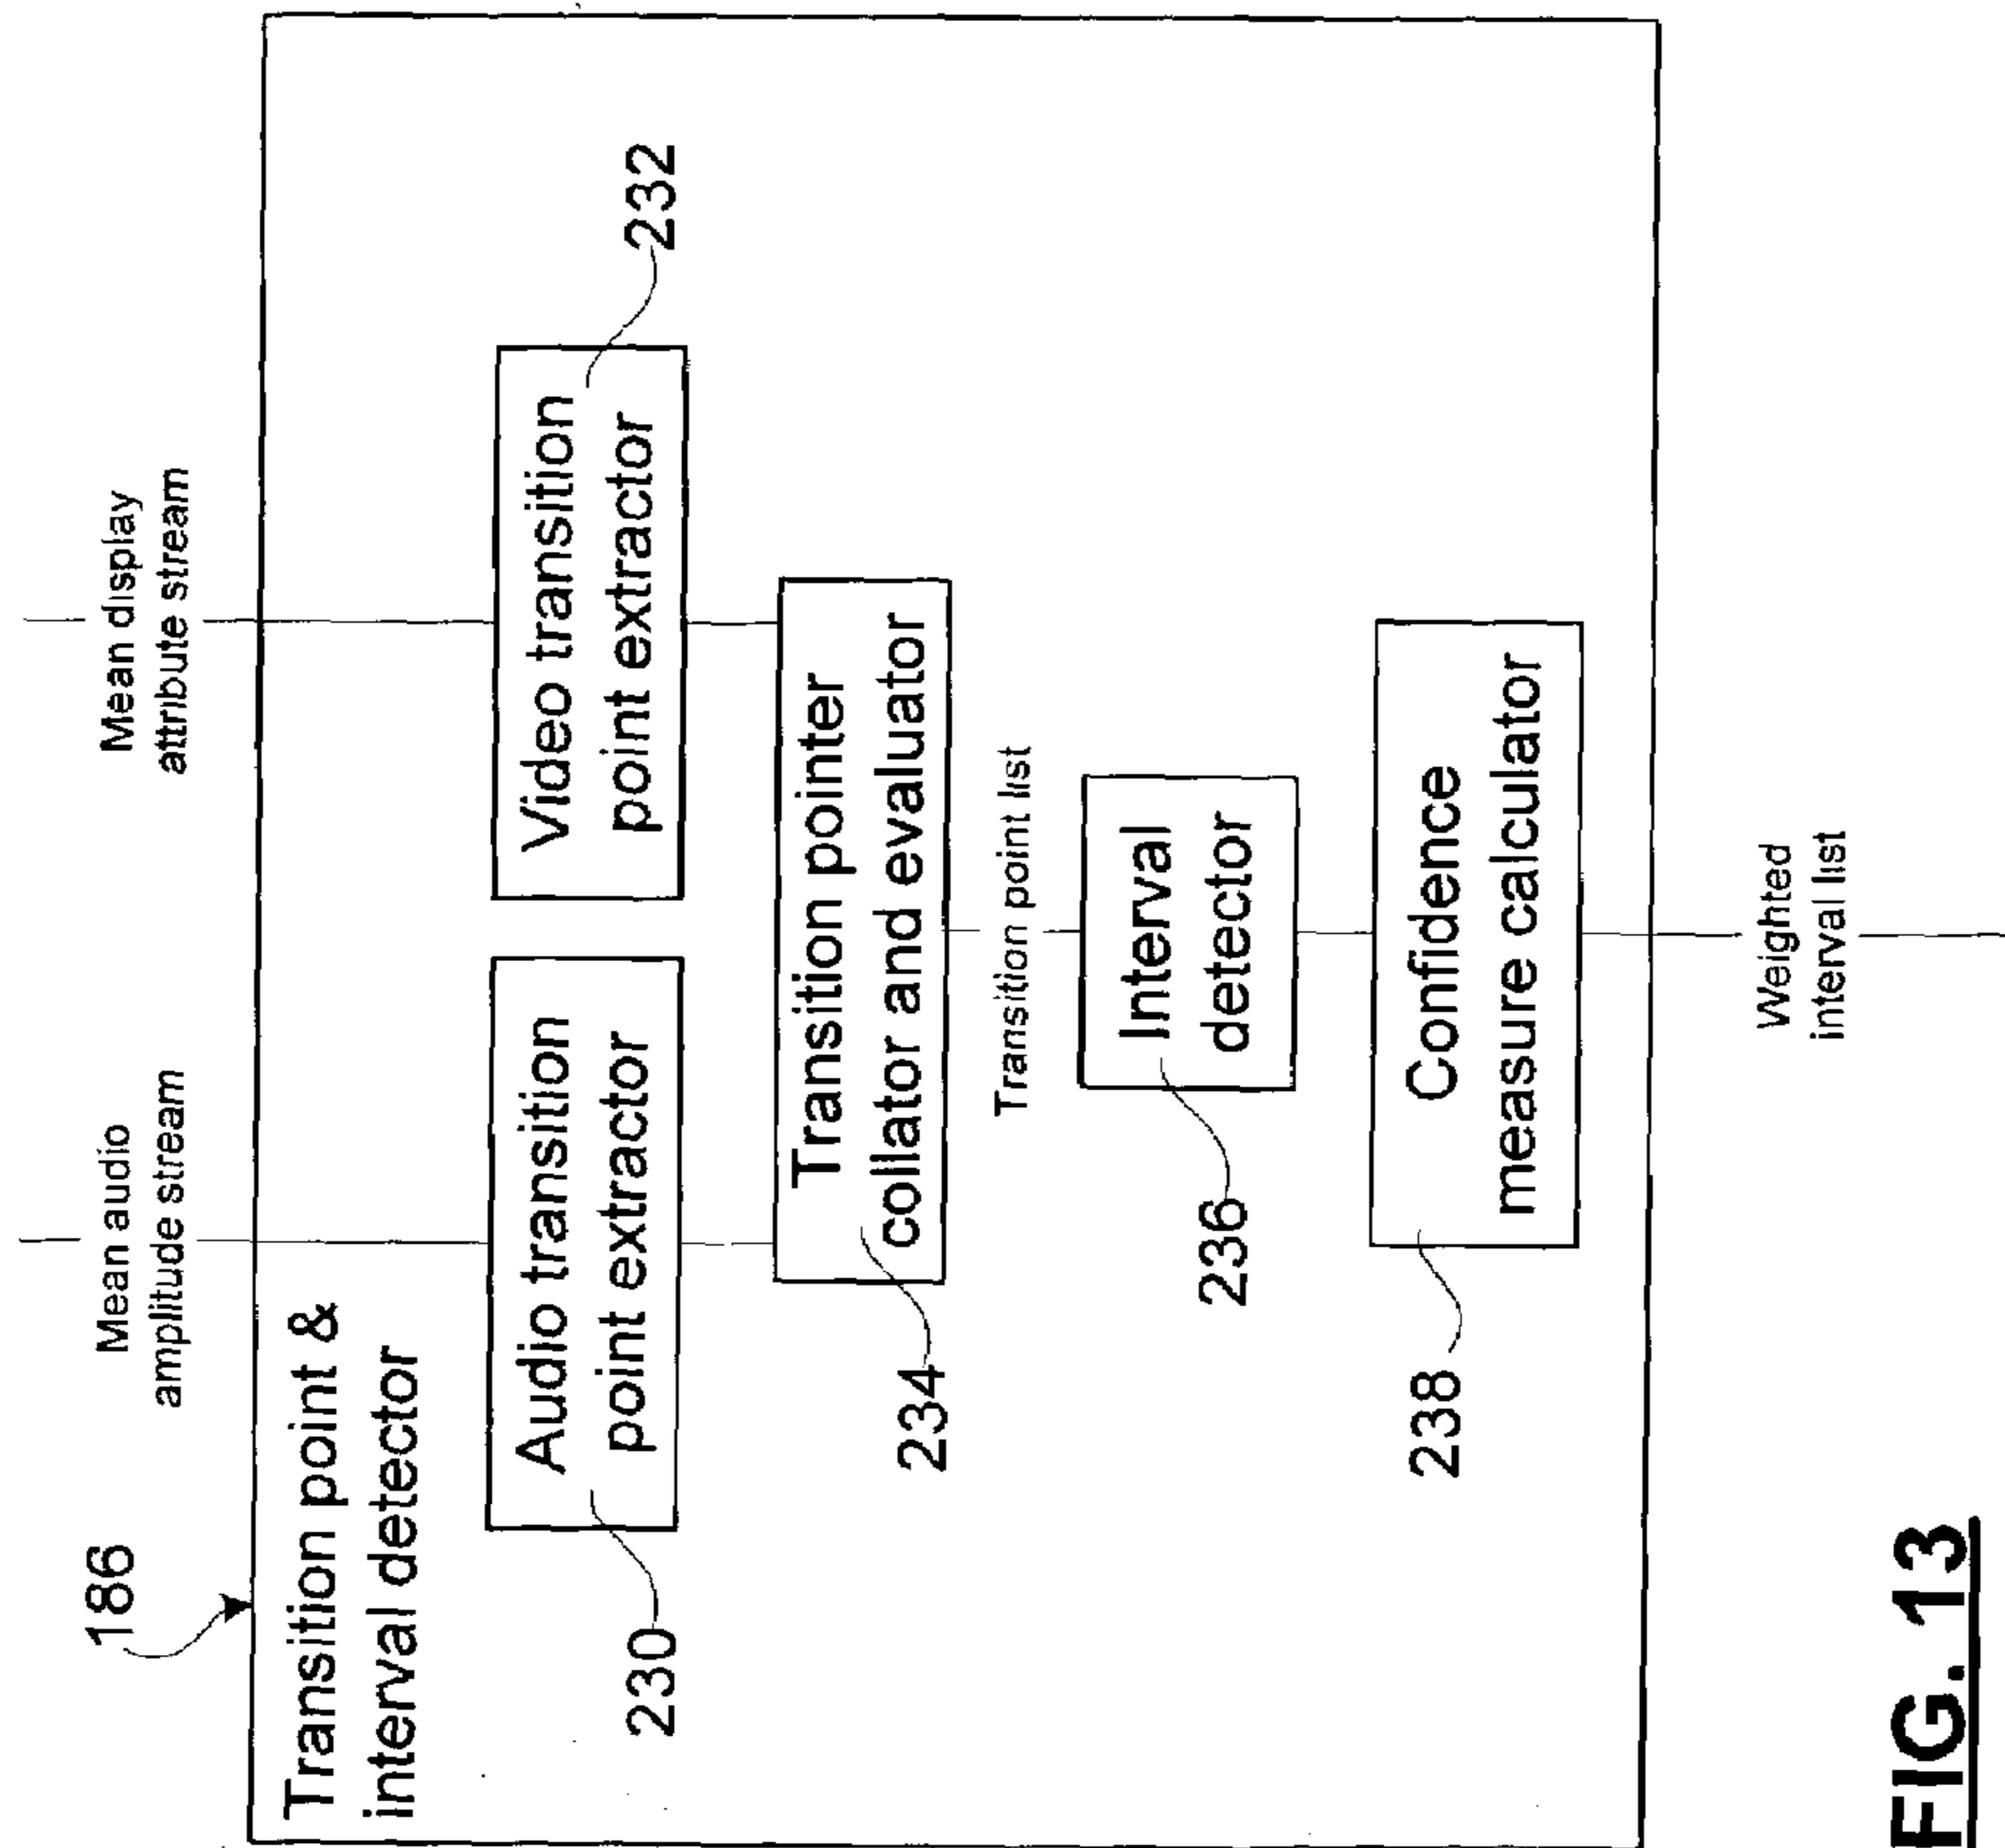 186
Mean audio
amplitude stream
Mean display
attribute stream
Transition point &
interval detector
Audio transition
point extractor
Video transition
point extractor
230
232
Transition pointer
collator and evaluator
234
Transition point list
Interval
detector
236
Confidence
measure calculator
238
Weighted
interval list
FIG. 13